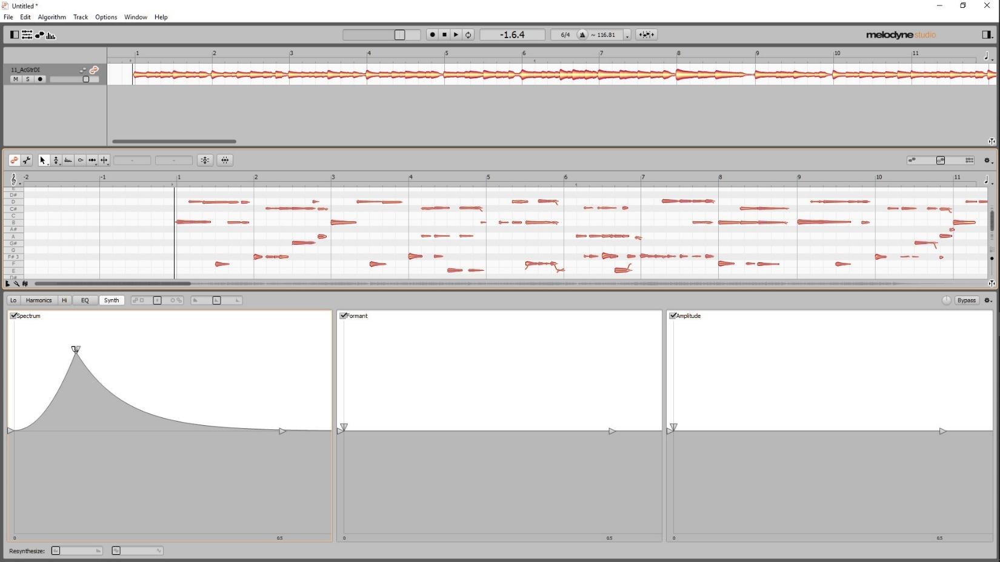 Untitled *
File Edit Algorithm Track Options Window Help
-1.6.4 6/4 ~ 116.81 melodyne studio
1 2 3 4 5 6 7 8 9 10 11
11_AcGtrDI
M S
- -
-2 -1 1 2 3 4 5 6 7 8 9 10 11
E
D#
D
C#
C
B
A#
A
G#
G
F# 3
F
E
D#
Lo Harmonics Hi EQ Synth Bypass
Spectrum Formant Amplitude
0 0.5 0 0.5 0 0.5
Resynthesize: